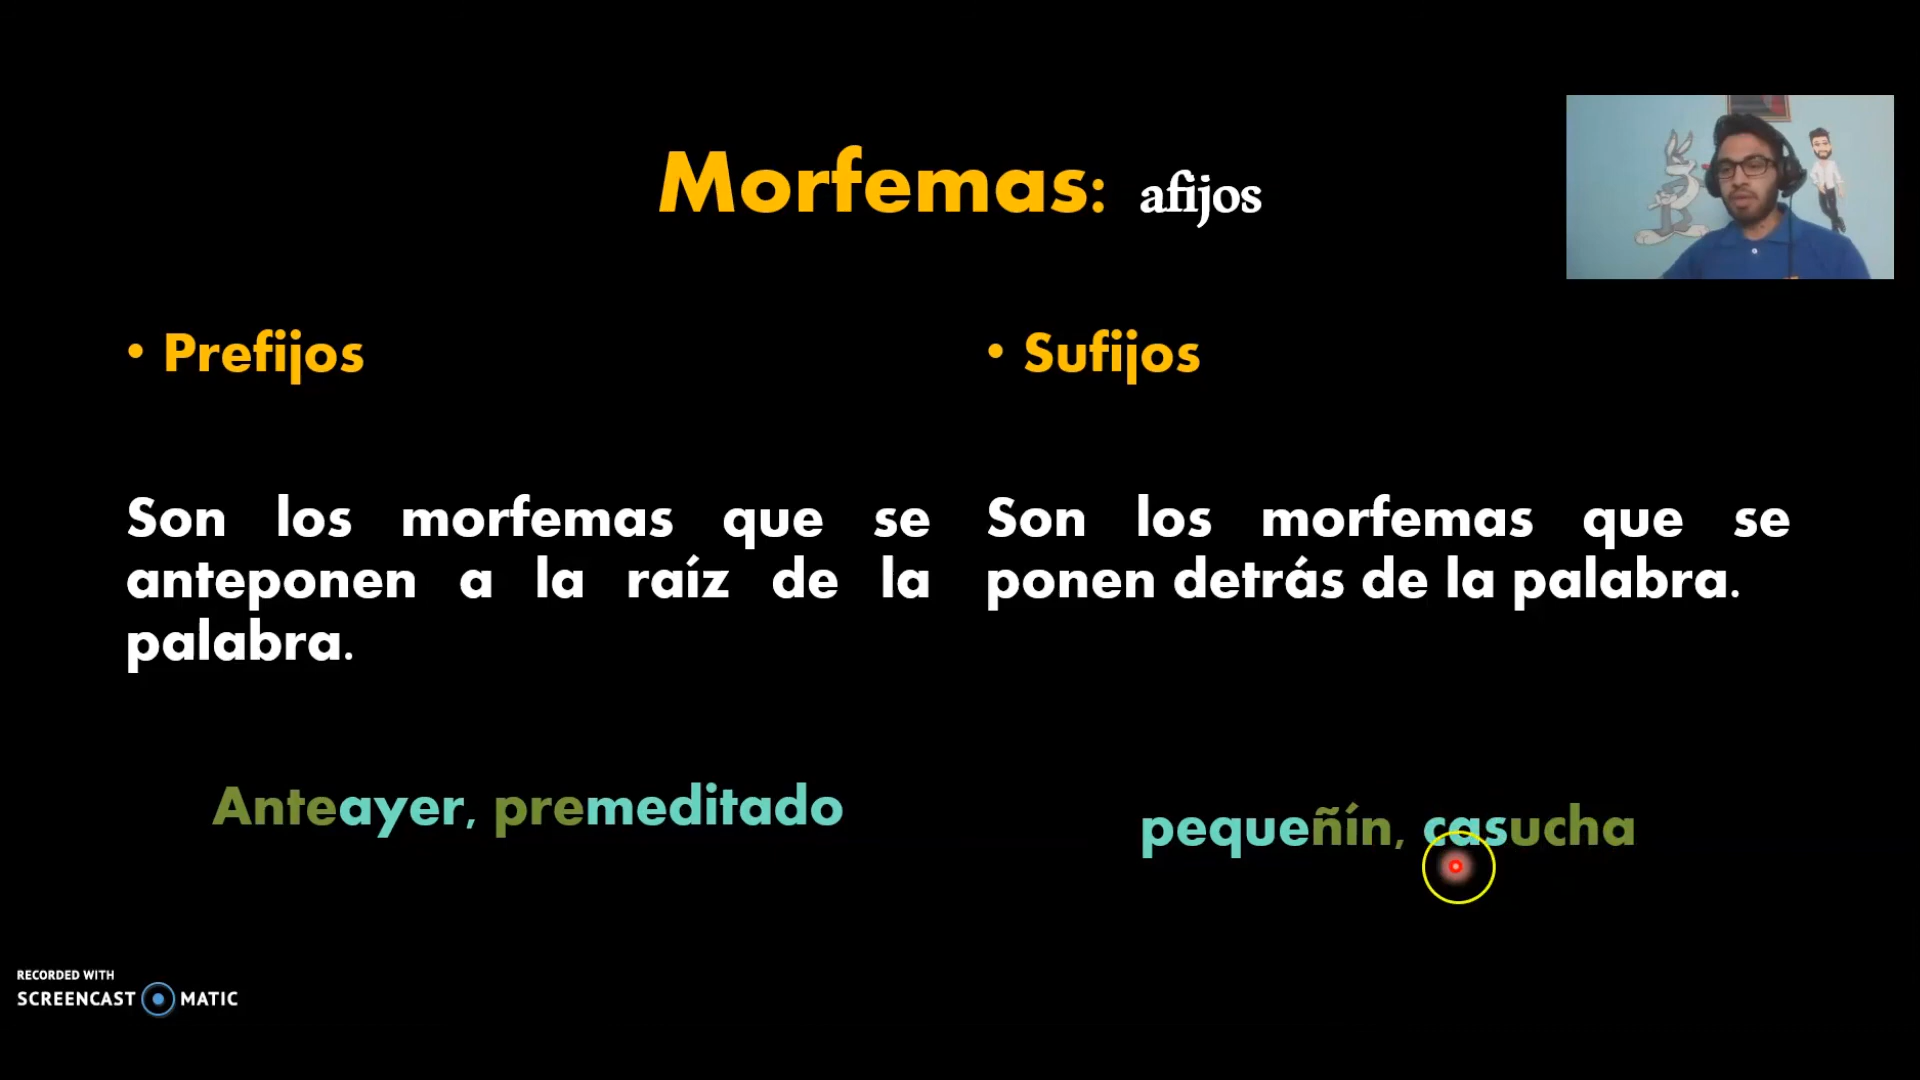 Morfemas: afijos
• Prefijos
Son los morfemas que se
anteponen a la raíz de la
palabra.
Anteayer, premeditado
• Sufijos
Son los morfemas que se
ponen detrás de la palabra.
pequeñín, casucha
RECORDED WITH
SCREENCAST MATIC